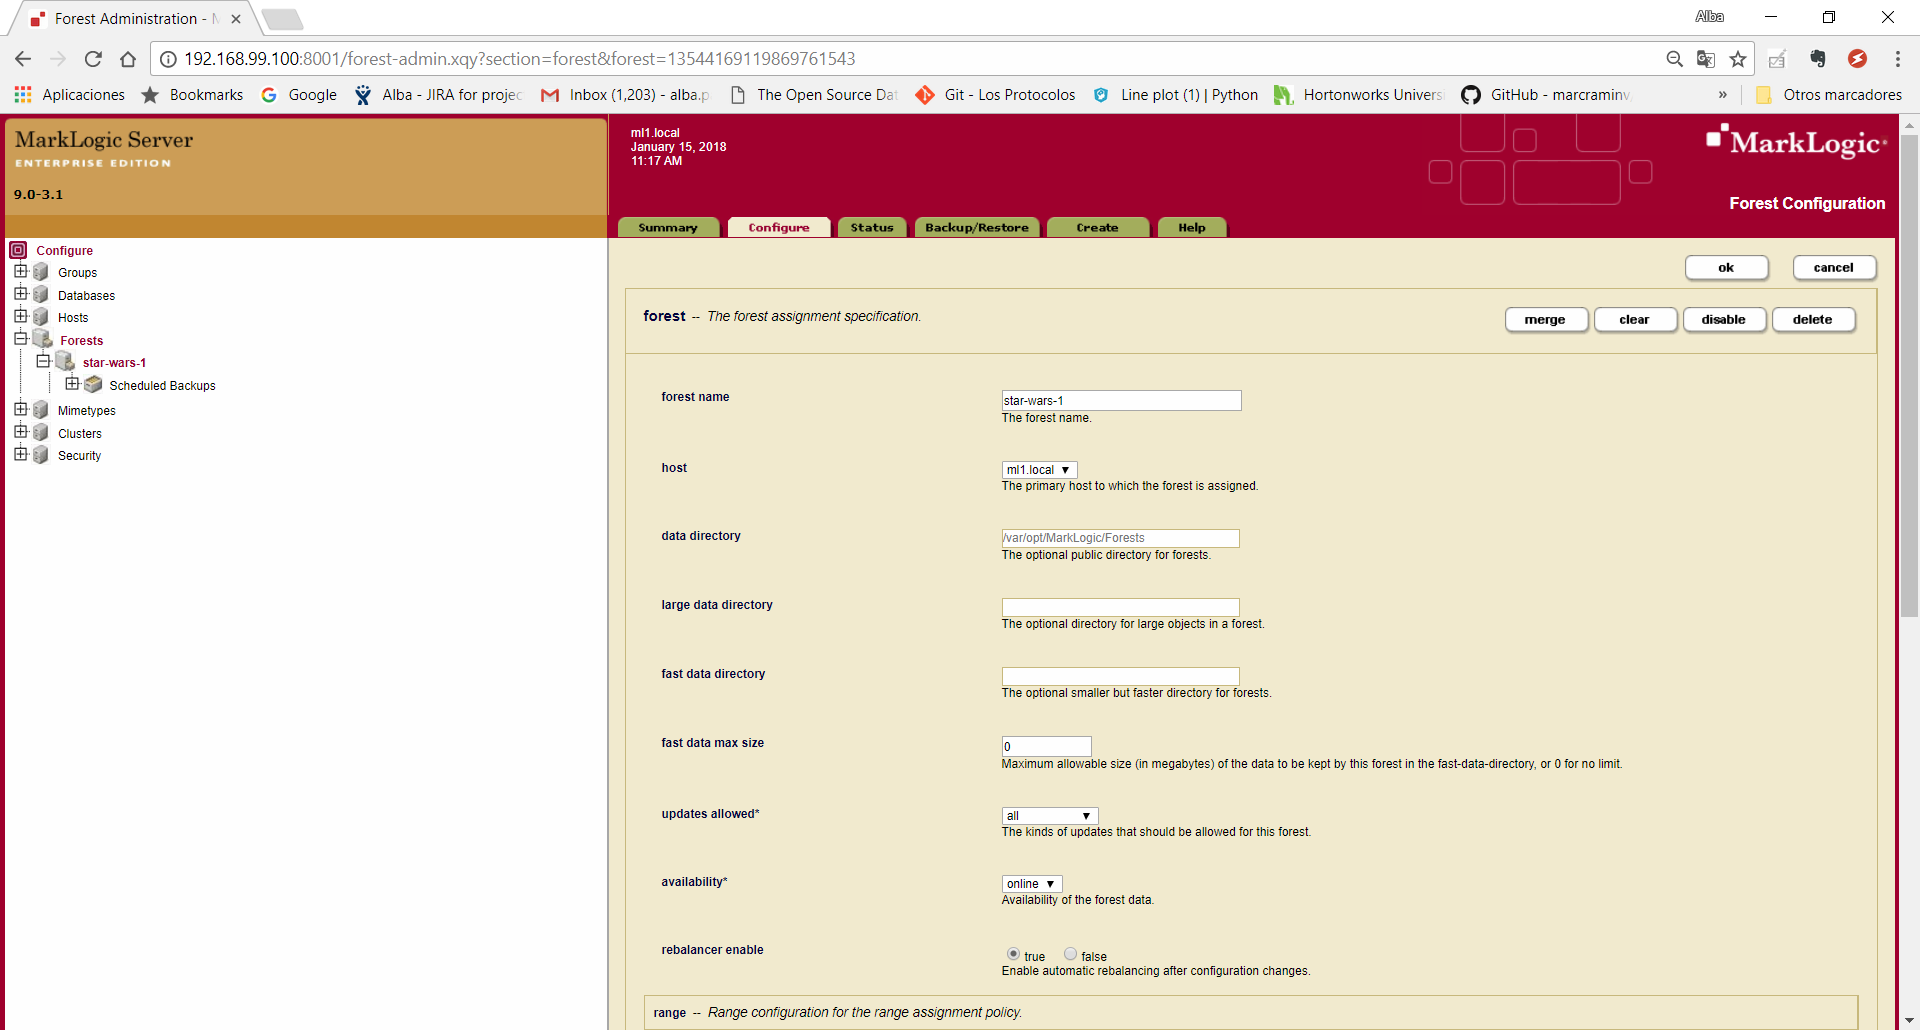 Forest Administration - M
Alba
192.168.99.100:8001/forest-admin.xqy?section=forest&forest=13544169119869761543
Aplicaciones
Bookmarks
Google
Alba - JIRA for projec
Inbox (1,203) - alba.p
The Open Source Dat
Git - Los Protocolos
Line plot (1) | Python
Hortonworks Universi
GitHub - marcraminv
»
Otros marcadores
MarkLogic Server
ENTERPRISE EDITION
9.0-3.1
ml1.local
January 15, 2018
11:17 AM
MarkLogic
Forest Configuration
Summary
Configure
Status
Backup/Restore
Create
Help
Configure
Groups
Databases
Hosts
Forests
star-wars-1
Scheduled Backups
Mimetypes
Clusters
Security
ok
cancel
forest -- The forest assignment specification.
merge
clear
disable
delete
forest name
star-wars-1
The forest name.
host
ml1.local
The primary host to which the forest is assigned.
data directory
/var/opt/MarkLogic/Forests
The optional public directory for forests.
large data directory
The optional directory for large objects in a forest.
fast data directory
The optional smaller but faster directory for forests.
fast data max size
0
Maximum allowable size (in megabytes) of the data to be kept by this forest in the fast-data-directory, or 0 for no limit.
updates allowed*
all
The kinds of updates that should be allowed for this forest.
availability*
online
Availability of the forest data.
rebalancer enable
true false
Enable automatic rebalancing after configuration changes.
range -- Range configuration for the range assignment policy.